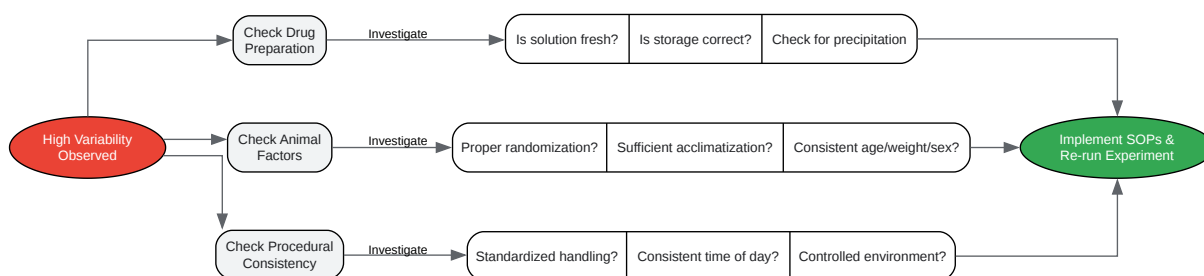 Check Drug
Preparation
Investigate
Is solution fresh?
Is storage correct?
Check for precipitation
High Variability
Observed
Check Animal
Factors
Investigate
Proper randomization?
Sufficient acclimatization?
Consistent age/weight/sex?
Implement SOPs &
Re-run Experiment
Check Procedural
Consistency
Investigate
Standardized handling?
Consistent time of day?
Controlled environment?